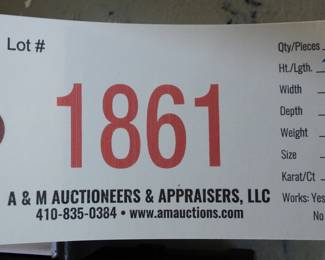 Lot #
1861
A & M AUCTIONEERS & APPRAISERS, LLC
410-835-0384 • www.amauctions.com
Qty/Pieces
Ht./Lgth.
Width
Depth
Weight
Size
Karat/Ct
Works: Yes
No